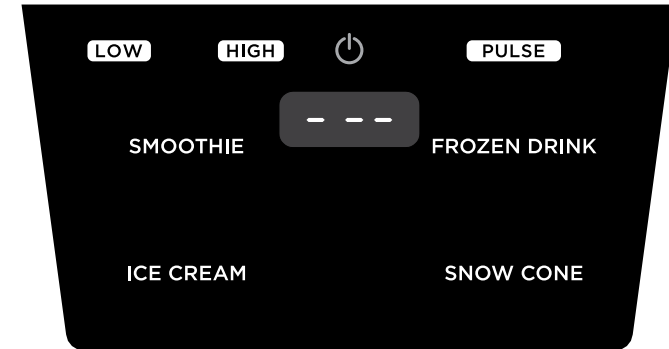 LOW HIGH PULSE
- - -
SMOOTHIE FROZEN DRINK
ICE CREAM SNOW CONE